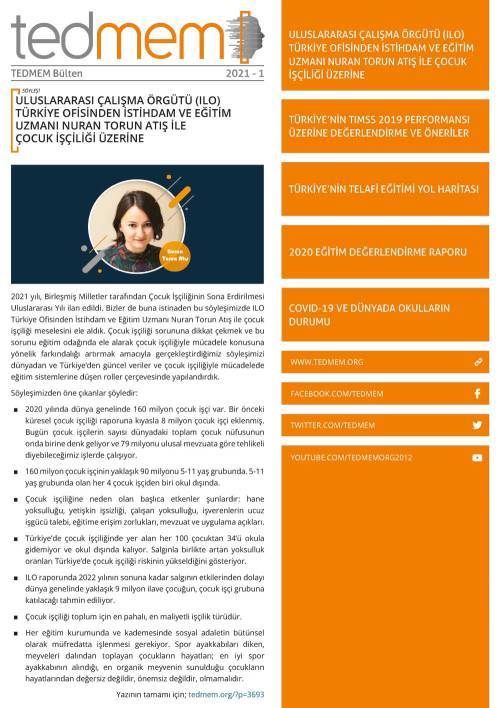 tedmem
TEDMEM Bülten 2021 - 1
SÖYLEŞİ
ULUSLARARASI ÇALIŞMA ÖRGÜTÜ (ILO)
TÜRKİYE OFİSİNDEN İSTİHDAM VE EĞİTİM
UZMANI NURAN TORUN ATIŞ İLE
ÇOCUK İŞÇİLİĞİ ÜZERİNE
Nuran
Torun Atış
2021 yılı, Birleşmiş Milletler tarafından Çocuk İşçiliğinin Sona Erdirilmesi
Uluslararası Yılı ilan edildi. Bizler de buna istinaden bu söyleşimizde ILO
Türkiye Ofisinden İstihdam ve Eğitim Uzmanı Nuran Torun Atış ile çocuk
işçiliği meselesini ele aldık. Çocuk işçiliği sorununa dikkat çekmek ve bu
sorunu eğitim odağında ele alarak çocuk işçiliğiyle mücadele konusuna
yönelik farkındalığı artırmak amacıyla gerçekleştirdiğimiz söyleşimizi
dünyadan ve Türkiye'den güncel veriler ve çocuk işçiliğiyle mücadelede
eğitim sistemlerine düşen roller çerçevesinde yapılandırdık.
Söyleşimizden öne çıkanlar şöyledir:
▪ 2020 yılında dünya genelinde 160 milyon çocuk işçi var. Bir önceki
küresel çocuk işçiliği raporuna kıyasla 8 milyon çocuk işçi eklenmiş.
Bugün çocuk işçilerin sayısı dünyadaki toplam çocuk nüfusunun
onda birine denk geliyor ve 79 milyonu ulusal mevzuata göre tehlikeli
diyebileceğimiz işlerde çalışıyor.
▪ 160 milyon çocuk işçinin yaklaşık 90 milyonu 5-11 yaş grubunda. 5-11
yaş grubunda olan her 4 çocuk işçiden biri okul dışında.
▪ Çocuk işçiliğine neden olan başlıca etkenler şunlardır: hane
yoksulluğu, yetişkin işsizliği, çalışan yoksulluğu, işverenlerin ucuz
işgücü talebi, eğitime erişim zorlukları, mevzuat ve uygulama açıkları.
▪ Türkiye'de çocuk işçiliğinde yer alan her 100 çocuktan 34'ü okula
gidemiyor ve okul dışında kalıyor. Salgınla birlikte artan yoksulluk
oranları Türkiye'de çocuk işçiliği riskinin yükseldiğini gösteriyor.
▪ ILO raporunda 2022 yılının sonuna kadar salgının etkilerinden dolayı
dünya genelinde yaklaşık 9 milyon ilave çocuğun, çocuk işçi grubuna
katılacağı tahmin ediliyor.
▪ Çocuk işçiliği toplum için en pahalı, en maliyetli işçilik türüdür.
▪ Her eğitim kurumunda ve kademesinde sosyal adaletin bütünsel
olarak müfredatta işlenmesi gerekiyor. Spor ayakkabıları diken,
meyveleri dalından toplayan çocukların hayatları; en iyi spor
ayakkabının alındığı, en organik meyvenin sunulduğu çocukların
hayatlarından değersiz değildir, önemsiz değildir, olmamalıdır.
Yazının tamamı için; tedmem.org/?p=3693
ULUSLARARASI ÇALIŞMA ÖRGÜTÜ (ILO)
TÜRKİYE OFİSİNDEN İSTİHDAM VE EĞİTİM
UZMANI NURAN TORUN ATIŞ İLE ÇOCUK
İŞÇİLİĞİ ÜZERİNE
TÜRKİYE'NİN TIMSS 2019 PERFORMANSI
ÜZERİNE DEĞERLENDİRME VE ÖNERİLER
TÜRKİYE'NİN TELAFİ EĞİTİMİ YOL HARİTASI
2020 EĞİTİM DEĞERLENDİRME RAPORU
COVID-19 VE DÜNYADA OKULLARIN
DURUMU
WWW.TEDMEM.ORG
FACEBOOK.COM/TEDMEM
TWITTER.COM/TEDMEM
YOUTUBE.COM/TEDMEMORG2012